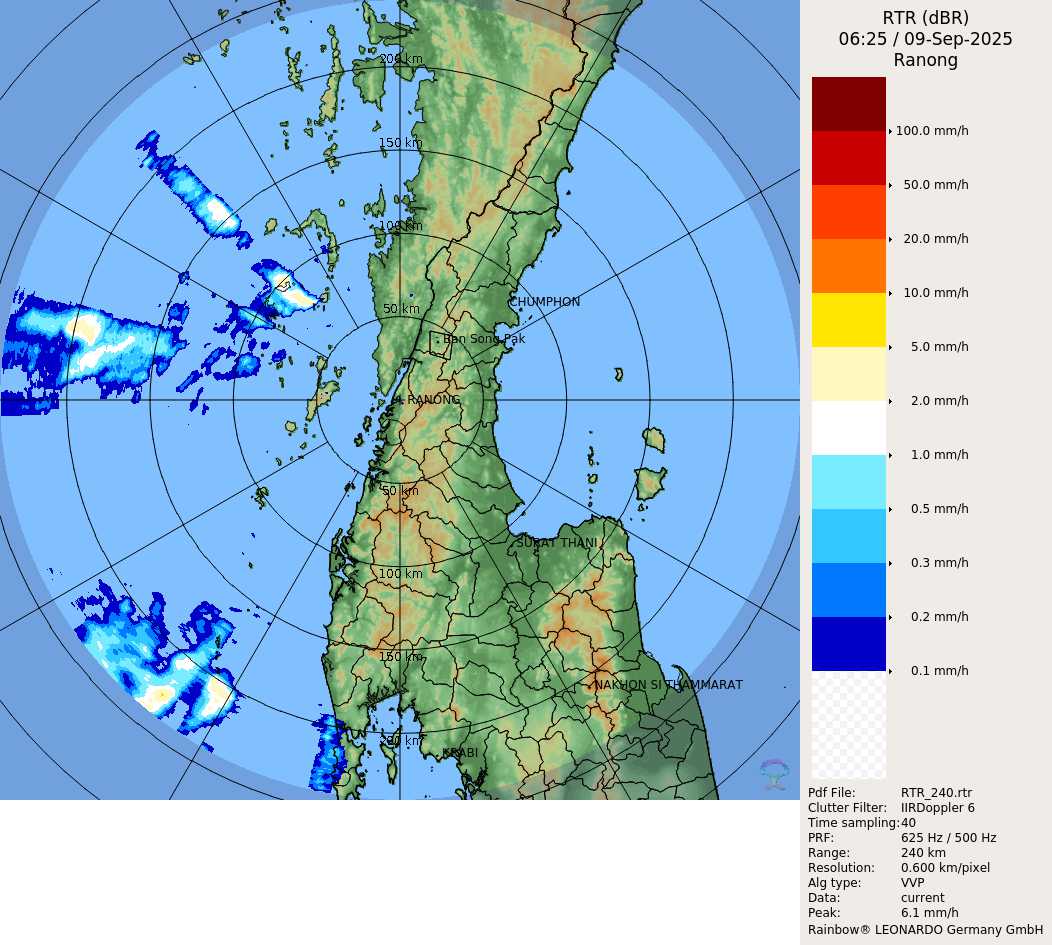 RTR (dBR)
06:25 / 09-Sep-2025
Ranong
200 km
150 km
100 km
50 km
CHUMPHON
Ban Song Pak
RANONG
50 km
SURAT THANI
100 km
150 km
NAKHON SI THAMMARAT
200 km
KRABI
100.0 mm/h
50.0 mm/h
20.0 mm/h
10.0 mm/h
5.0 mm/h
2.0 mm/h
1.0 mm/h
0.5 mm/h
0.3 mm/h
0.2 mm/h
0.1 mm/h
Pdf File: RTR_240.rtr
Clutter Filter: IIRDoppler 6
Time sampling:40
PRF: 625 Hz / 500 Hz
Range: 240 km
Resolution: 0.600 km/pixel
Alg type: VVP
Data: current
Peak: 6.1 mm/h
Rainbow® LEONARDO Germany GmbH